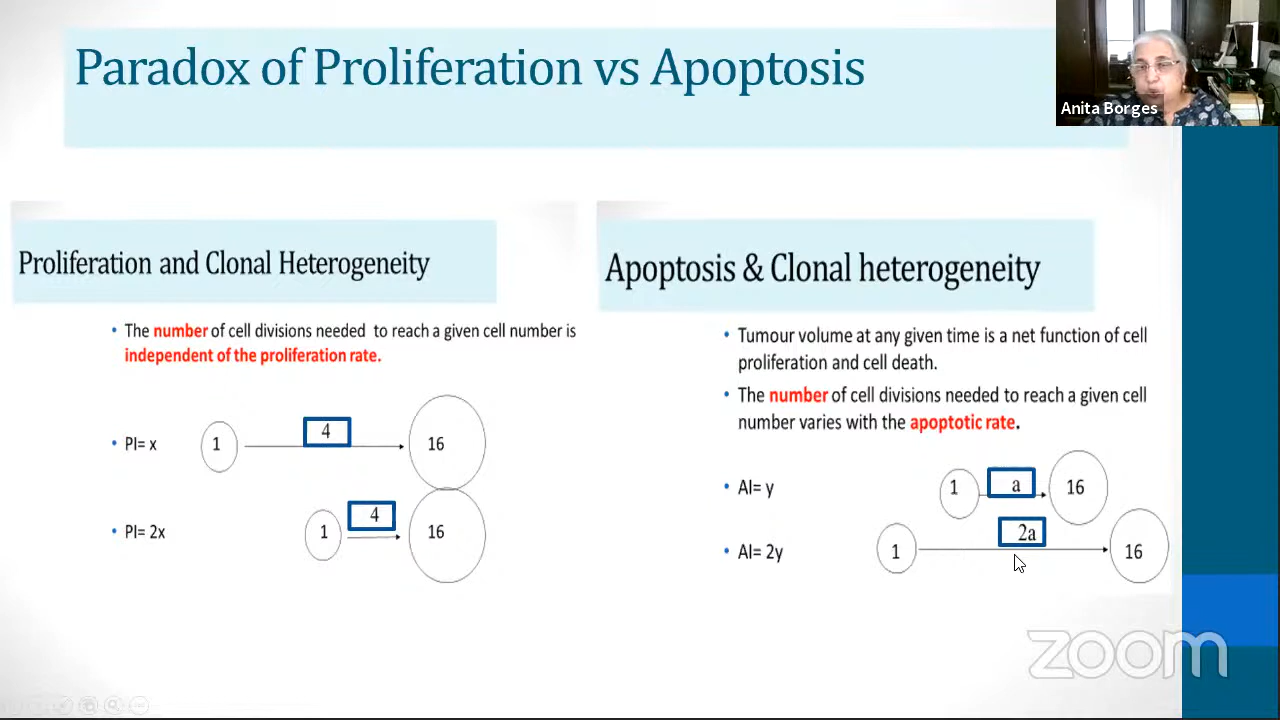 Paradox of Proliferation vs Apoptosis
Anita Borges
Proliferation and Clonal Heterogeneity
• The number of cell divisions needed to reach a given cell number is
independent of the proliferation rate.
• PI= x
1
4
16
• PI= 2x
1
4
16
Apoptosis & Clonal heterogeneity
• Tumour volume at any given time is a net function of cell
proliferation and cell death.
• The number of cell divisions needed to reach a given cell
number varies with the apoptotic rate.
• AI= y
1
a
16
• AI= 2y
1
2a
16
zoom